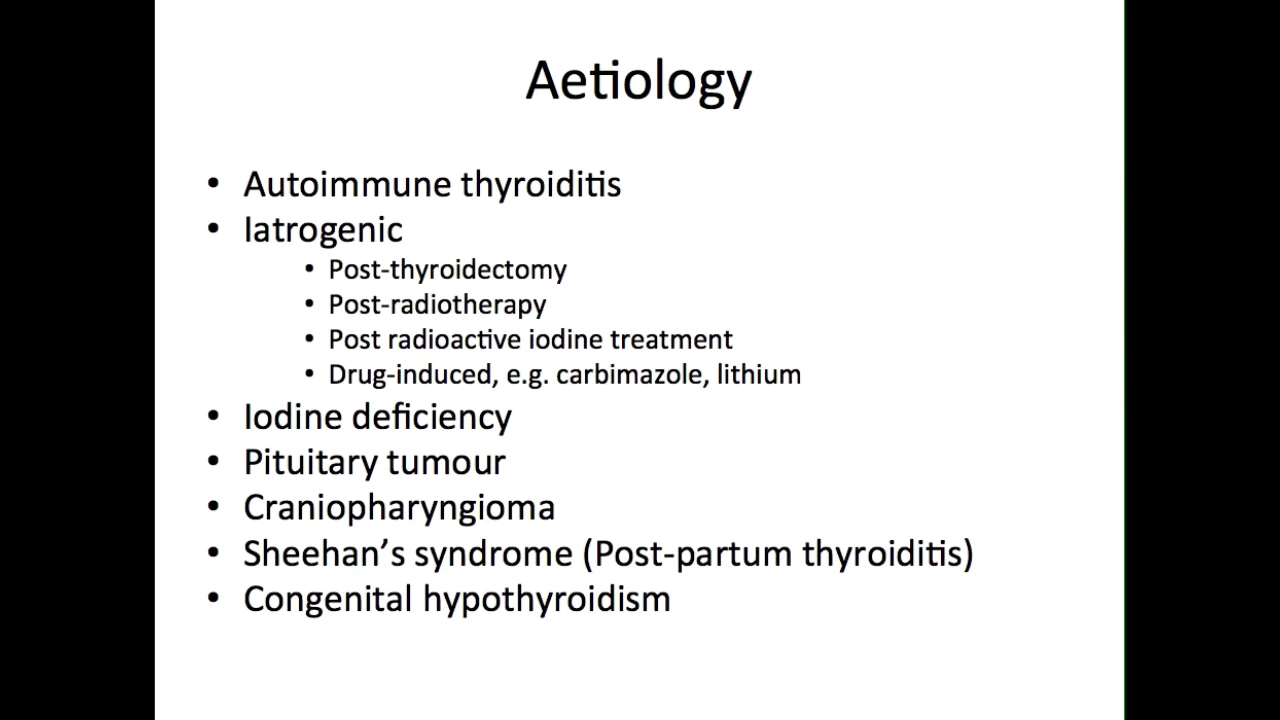 Aetiology
• Autoimmune thyroiditis
• Iatrogenic
• Post-thyroidectomy
• Post-radiotherapy
• Post radioactive iodine treatment
• Drug-induced, e.g. carbimazole, lithium
• Iodine deficiency
• Pituitary tumour
• Craniopharyngioma
• Sheehan’s syndrome (Post-partum thyroiditis)
• Congenital hypothyroidism